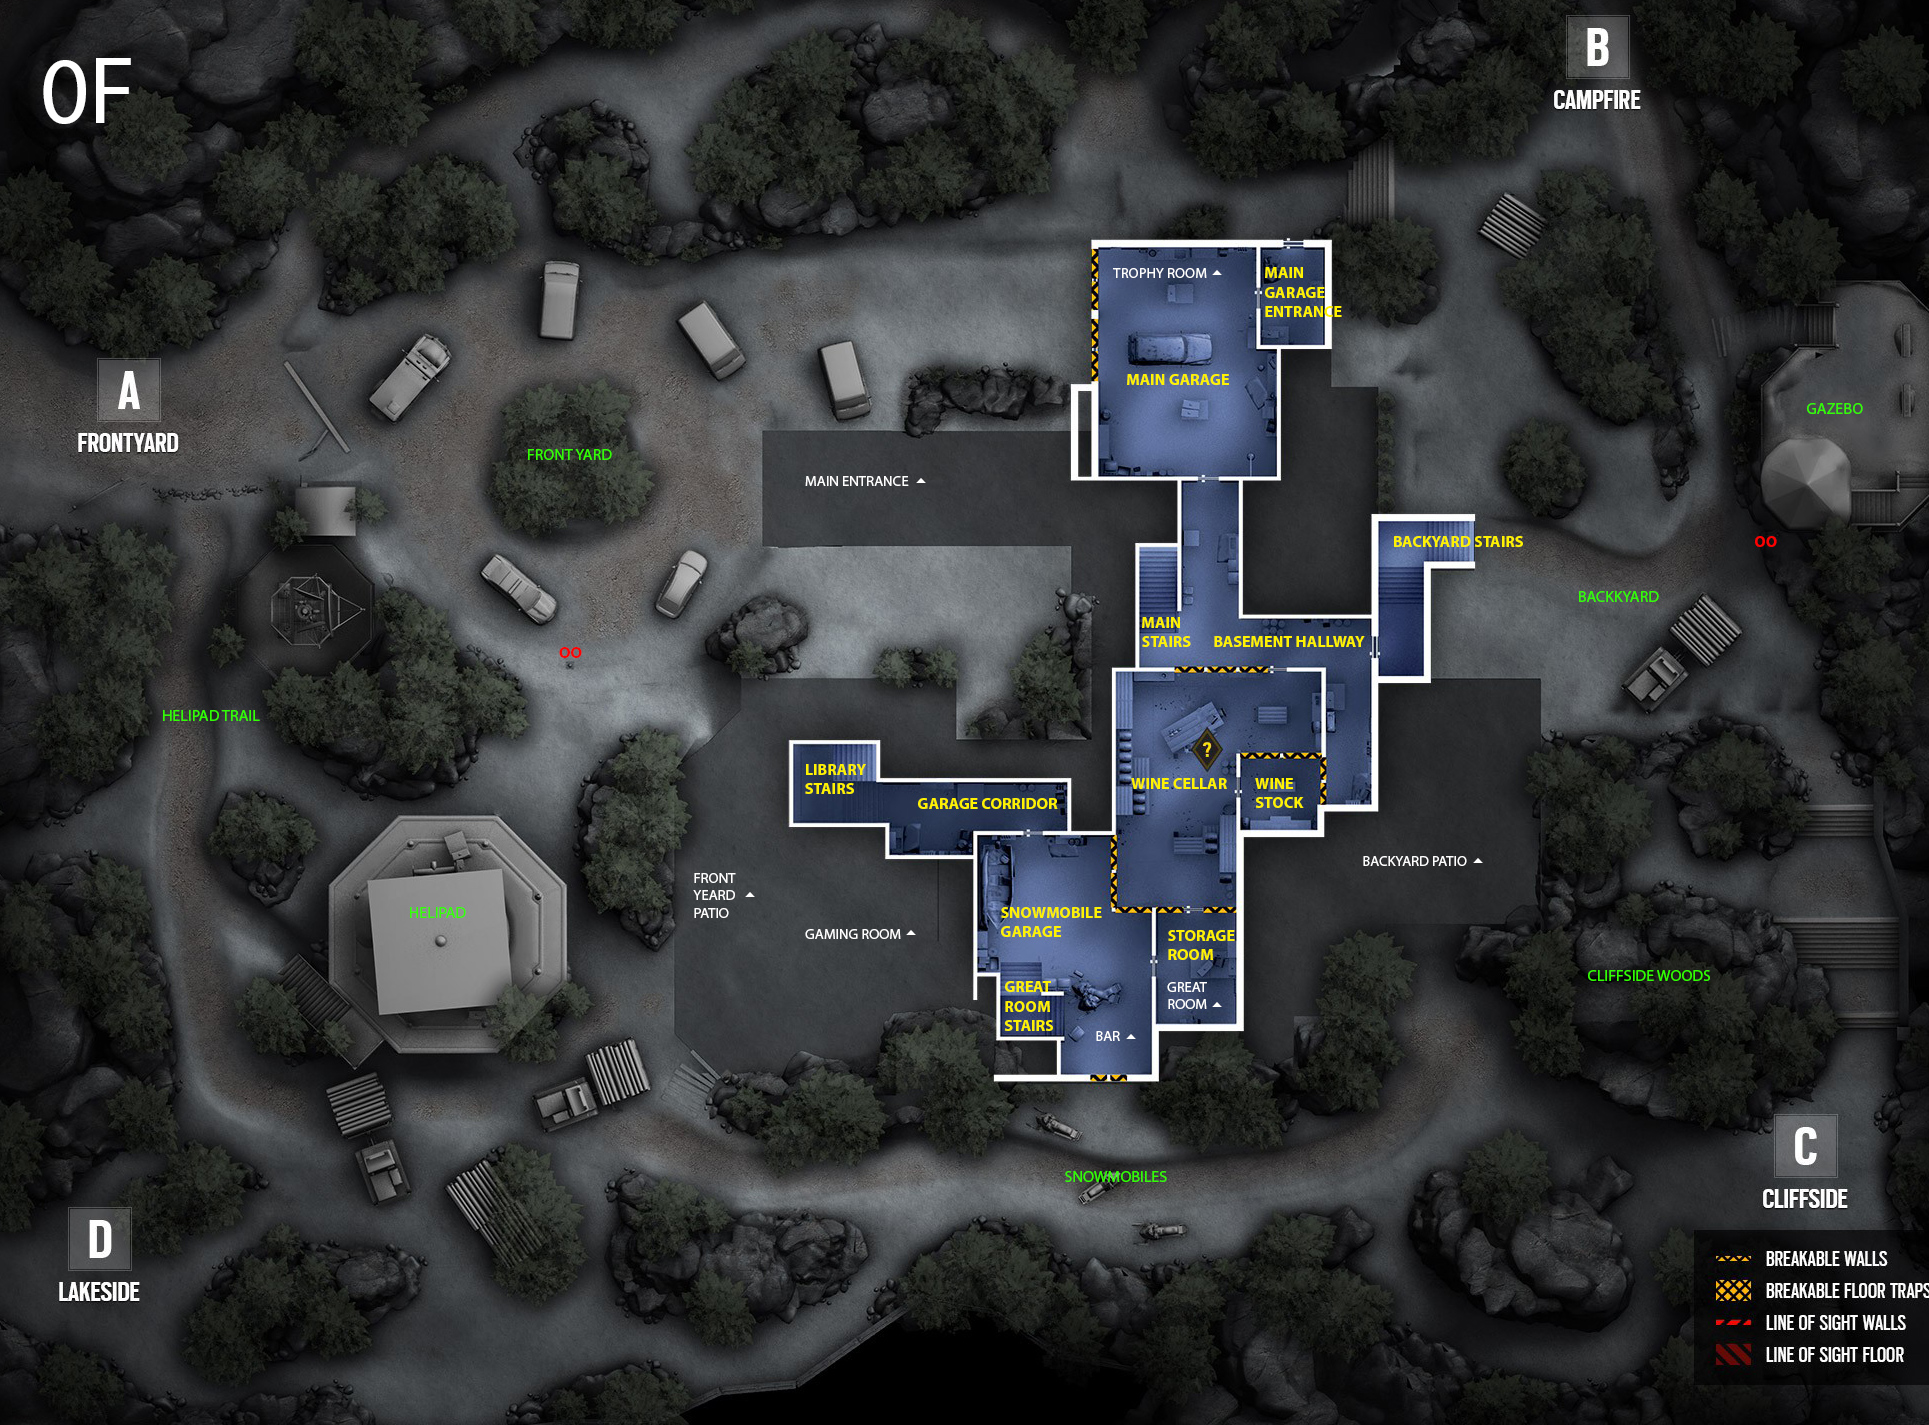 0F
B
CAMPFIRE
TROPHY ROOM
MAIN
GARAGE
ENTRANCE
MAIN GARAGE
A
FRONTYARD
GAZEBO
FRONT YARD
MAIN ENTRANCE
BACKYARD STAIRS
OO
BACKKYARD
MAIN
STAIRS
BASEMENT HALLWAY
OO
HELIPAD TRAIL
?
LIBRARY
STAIRS
GARAGE CORRIDOR
WINE CELLAR
WINE
STOCK
BACKYARD PATIO
FRONT
YEARD
PATIO
HELIPAD
GAMING ROOM
SNOWMOBILE
GARAGE
STORAGE
ROOM
CLIFFSIDE WOODS
GREAT
ROOM
STAIRS
GREAT
ROOM
BAR
C
CLIFFSIDE
SNOWMOBILES
D
LAKESIDE
BREAKABLE WALLS
BREAKABLE FLOOR TRAPS
LINE OF SIGHT WALLS
LINE OF SIGHT FLOOR